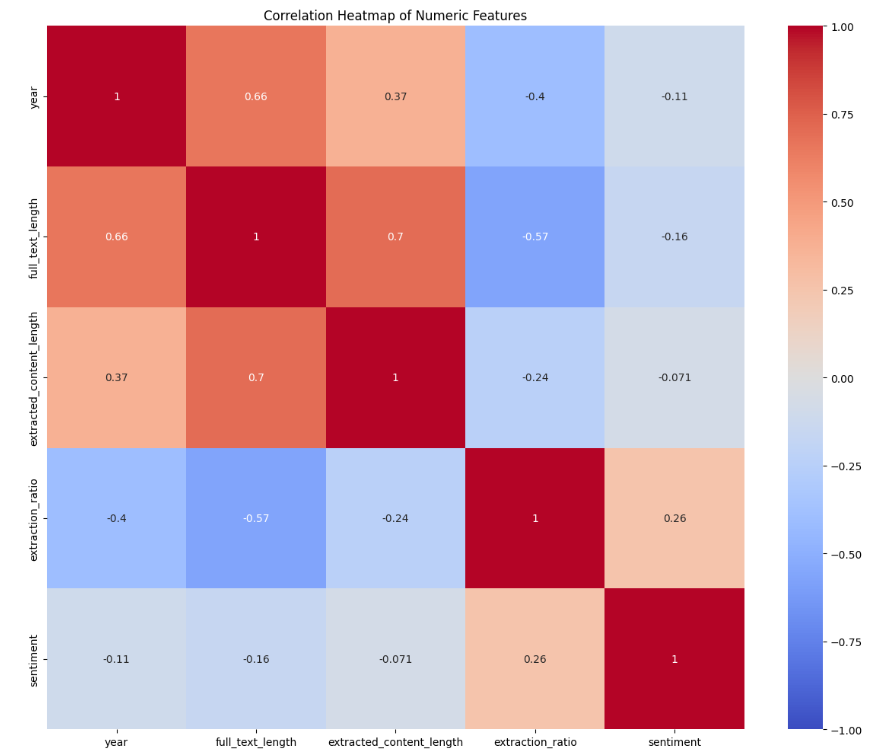 Correlation Heatmap of Numeric Features
year 1 0.66 0.37 -0.4 -0.11
full_text_length 0.66 1 0.7 -0.57 -0.16
extracted_content_length 0.37 0.7 1 -0.24 -0.071
extraction_ratio -0.4 -0.57 -0.24 1 0.26
sentiment -0.11 -0.16 -0.071 0.26 1
year full_text_length extracted_content_length extraction_ratio sentiment
1.00
0.75
0.50
0.25
0.00
−0.25
−0.50
−0.75
−1.00